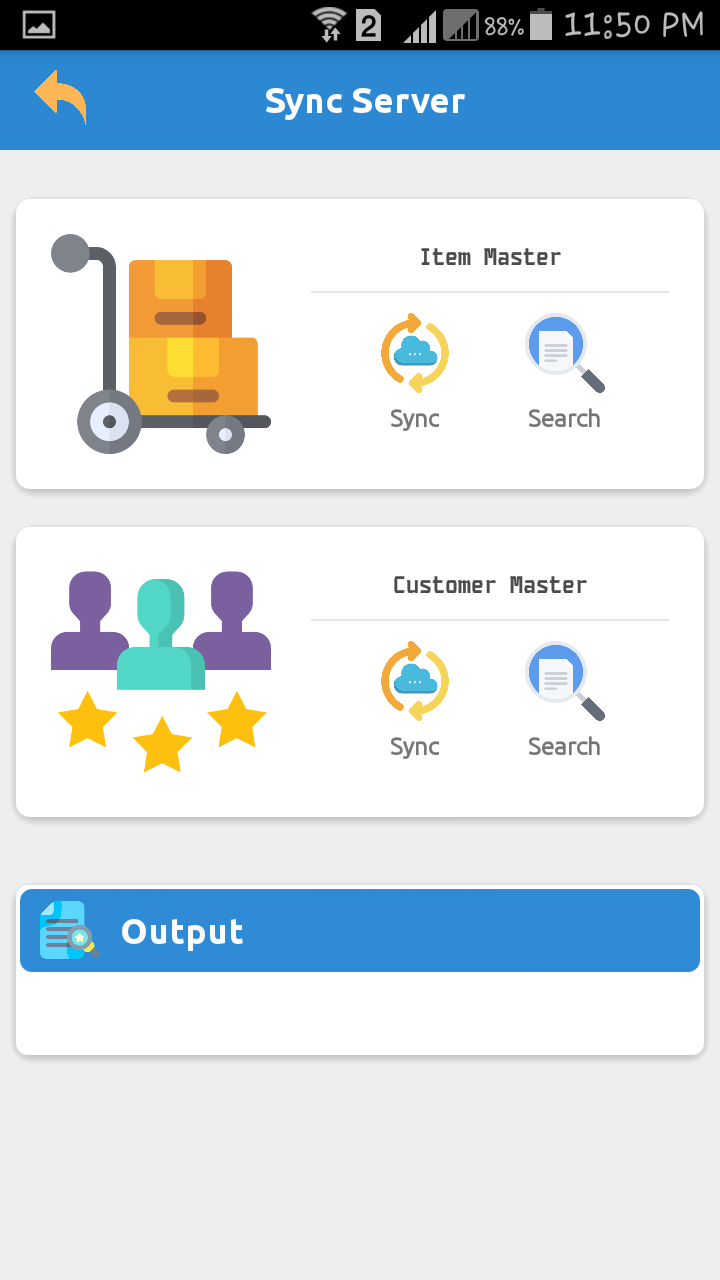 2 88% 11:50 PM
Sync Server
Item Master
Sync Search
Customer Master
Sync Search
Output